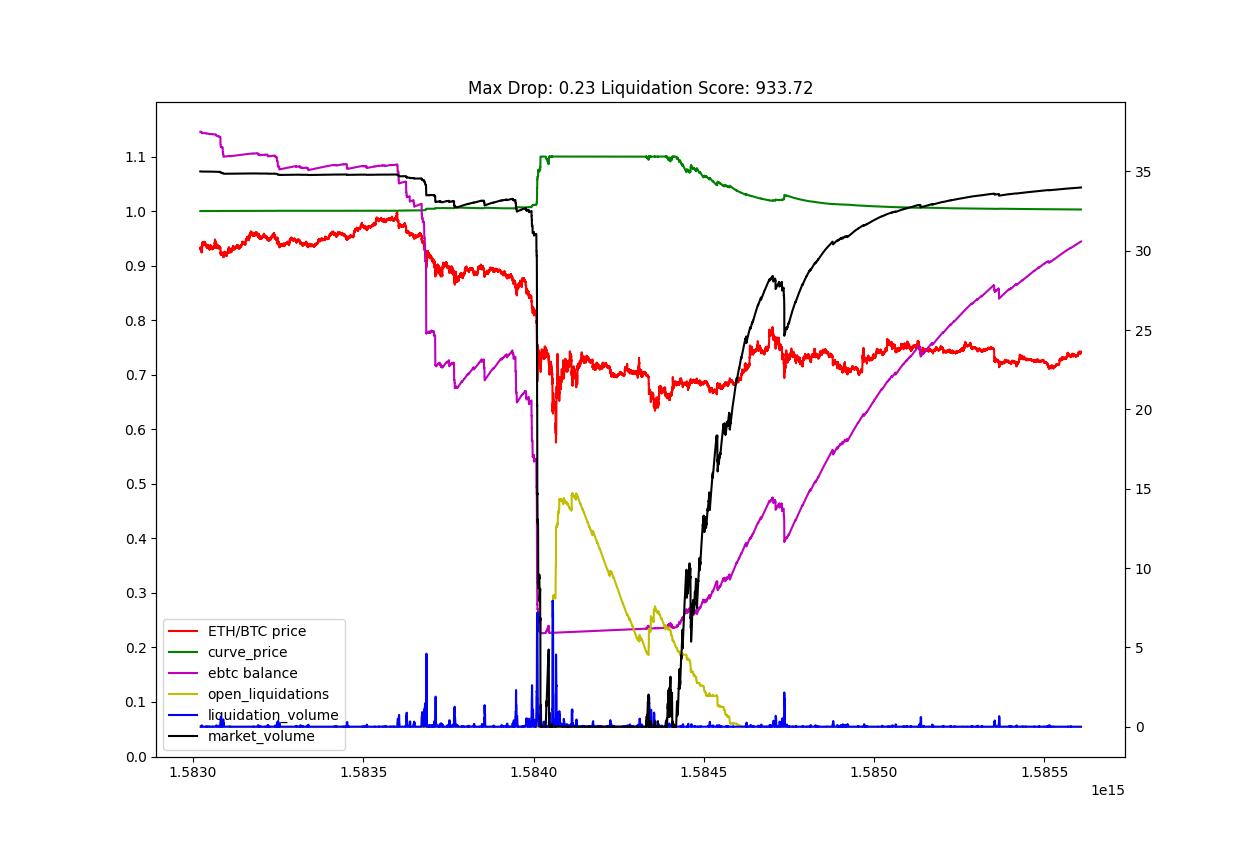 Max Drop: 0.23 Liquidation Score: 933.72
1.1
1.0
0.9
0.8
0.7
0.6
0.5
0.4
0.3
0.2
0.1
0.0
35
30
25
20
15
10
5
0
ETH/BTC price
curve_price
ebtc balance
open_liquidations
liquidation_volume
market_volume
1.5830 1.5835 1.5840 1.5845 1.5850 1.5855
1e15